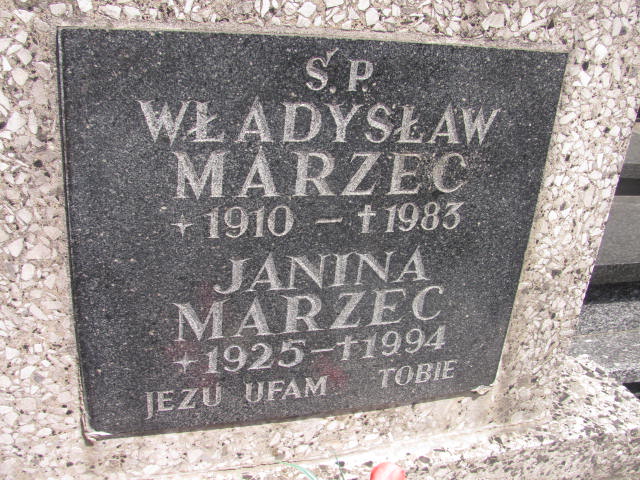 Ś.P.
WŁADYSŁAW
MARZEC
+1910 - †1983
JANINA
MARZEC
+1925-†1994
JEZU UFAM TOBIE